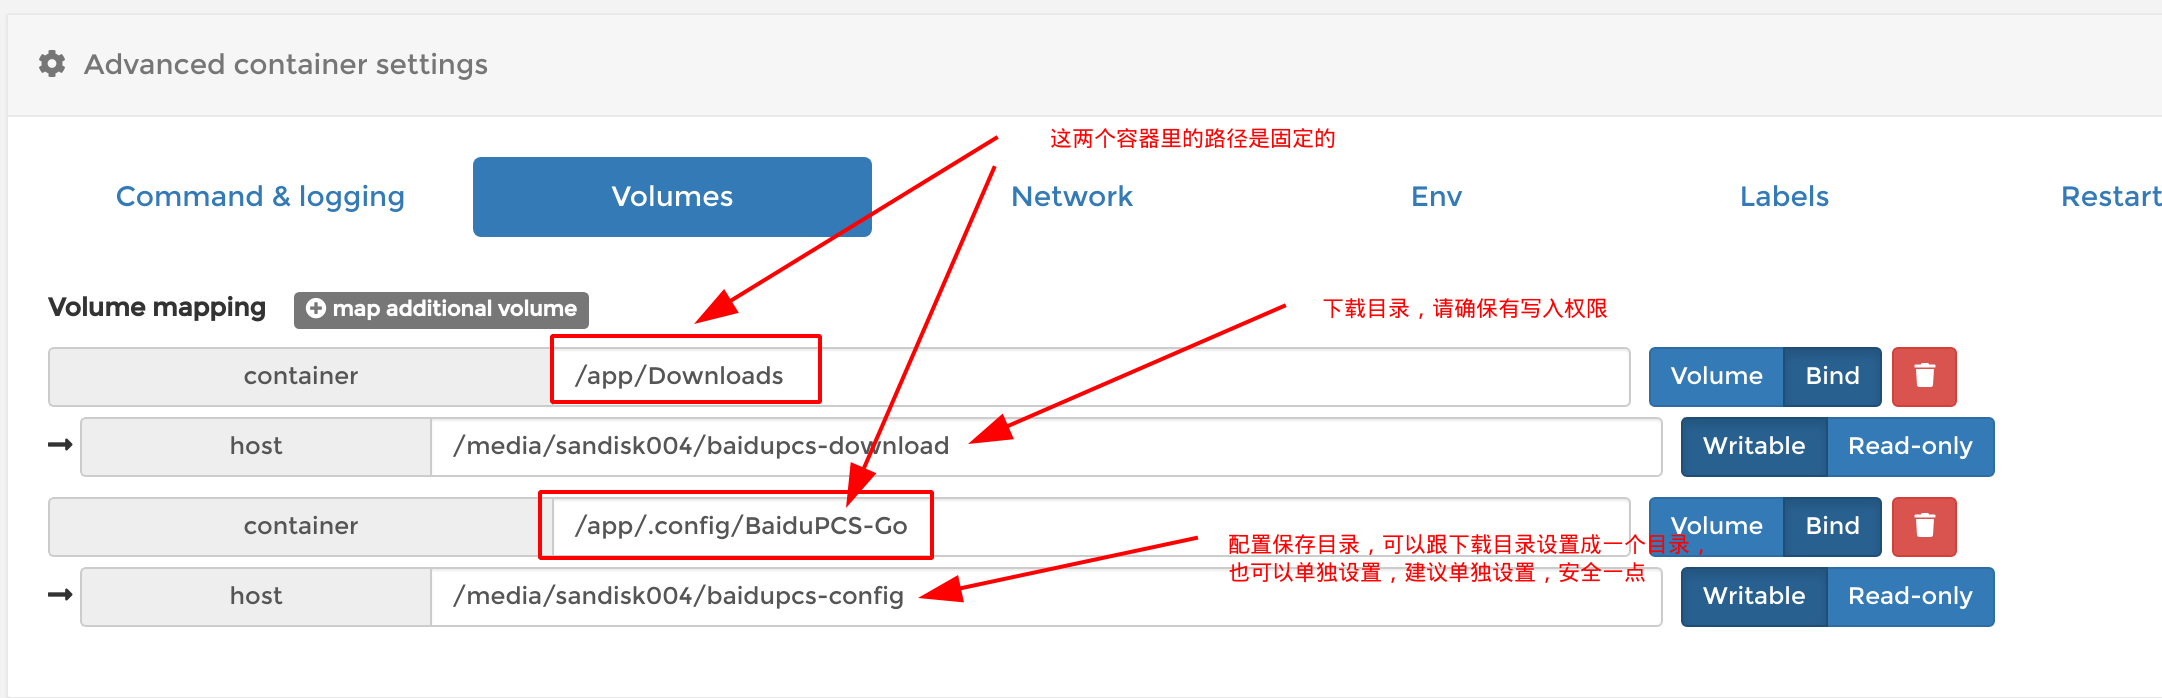 Advanced container settings
这两个容器里的路径是固定的
Command & logging
Volumes
Network
Env
Labels
Restart
Volume mapping
map additional volume
下载目录，请确保有写入权限
container
/app/Downloads
Volume
Bind
host
/media/sandisk004/baidupcs-download
Writable
Read-only
container
/app/.config/BaiduPCS-Go
Volume
Bind
配置保存目录，可以跟下载目录设置成一个目录，
也可以单独设置，建议单独设置，安全一点
host
/media/sandisk004/baidupcs-config
Writable
Read-only